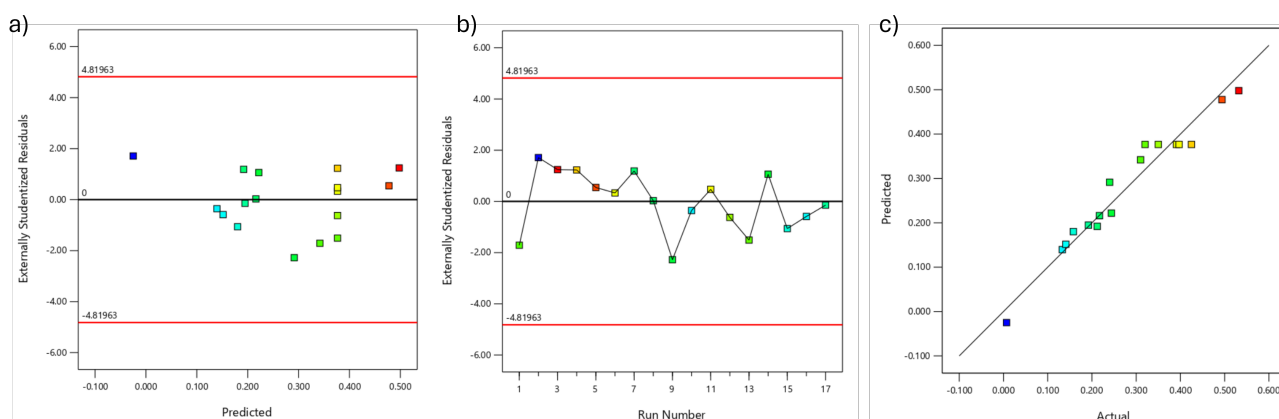 a)
6.00
4.81963
4.00
2.00
0
0.00
-2.00
-4.00
-4.81963
-6.00
Externally Studentized Residuals
-0.100 0.000 0.100 0.200 0.300 0.400 0.500
Predicted
b)
6.00
4.81963
4.00
2.00
0
0.00
-2.00
-4.00
-4.81963
-6.00
Externally Studentized Residuals
1 3 5 7 9 11 13 15 17
Run Number
c)
0.600
0.500
0.400
0.300
0.200
0.100
0.000
-0.100
Predicted
-0.100 0.000 0.100 0.200 0.300 0.400 0.500 0.600
Actual